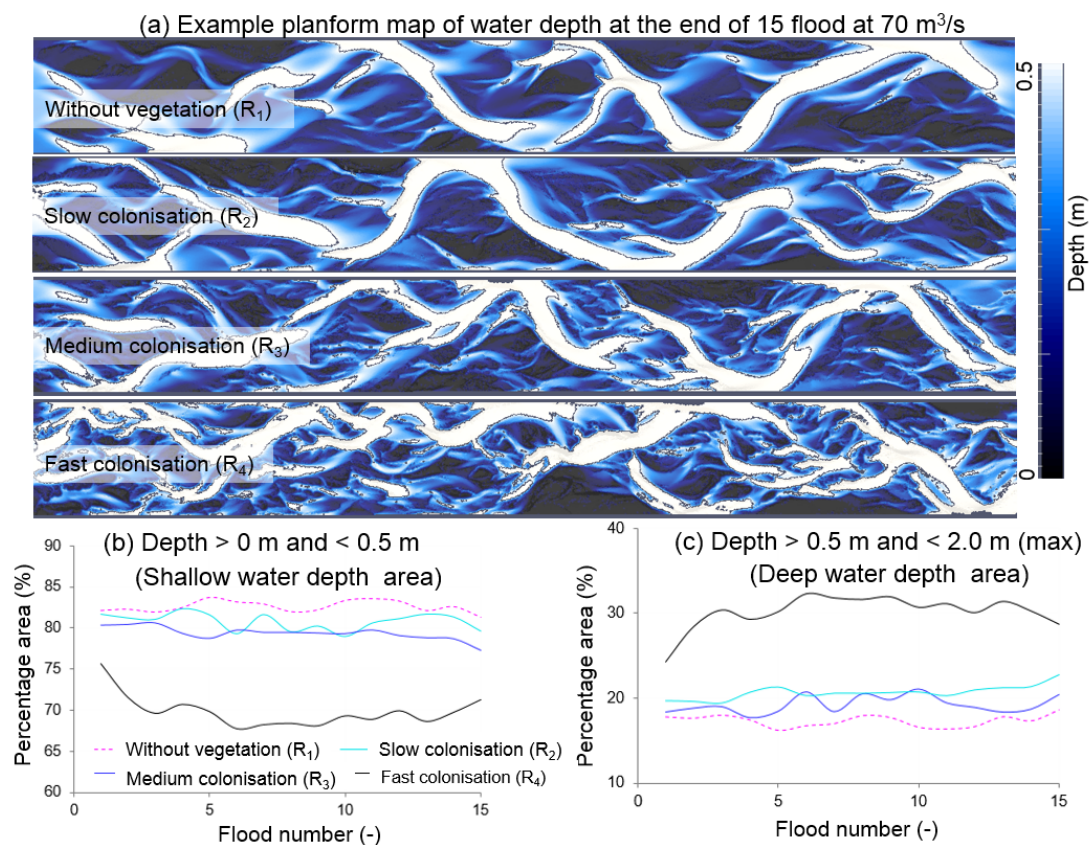 (a) Example planform map of water depth at the end of 15 flood at 70 m³/s
Without vegetation (R₁)
Slow colonisation (R₂)
Medium colonisation (R₃)
Fast colonisation (R₄)
0.5
Depth (m)
0
(b) Depth > 0 m and < 0.5 m
(Shallow water depth area)
Percentage area (%)
90
85
80
75
70
65
60
0
5
10
15
Flood number (-)
Without vegetation (R₁)
Slow colonisation (R₂)
Medium colonisation (R₃)
Fast colonisation (R₄)
(c) Depth > 0.5 m and < 2.0 m (max)
(Deep water depth area)
Percentage area (%)
40
30
20
10
0
5
10
15
Flood number (-)